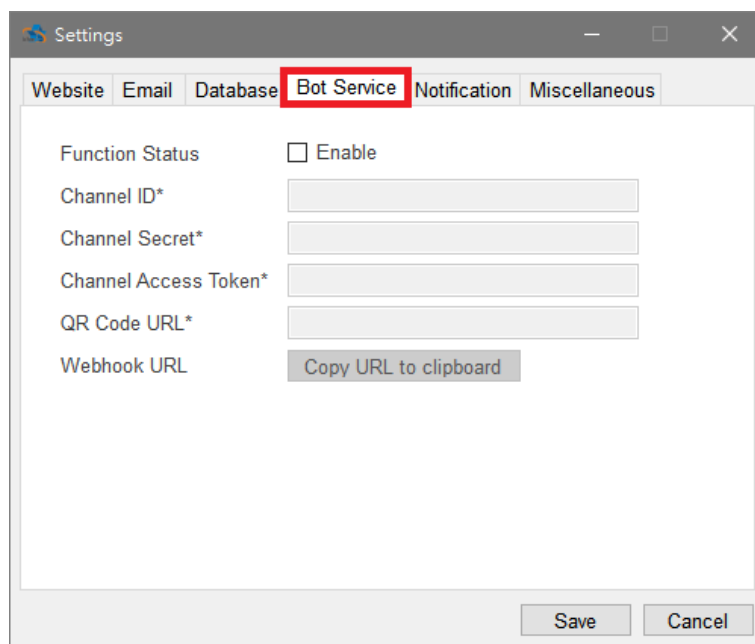 Settings
Website Email Database Bot Service Notification Miscellaneous
Function Status Enable
Channel ID*
Channel Secret*
Channel Access Token*
QR Code URL*
Webhook URL Copy URL to clipboard
Save Cancel